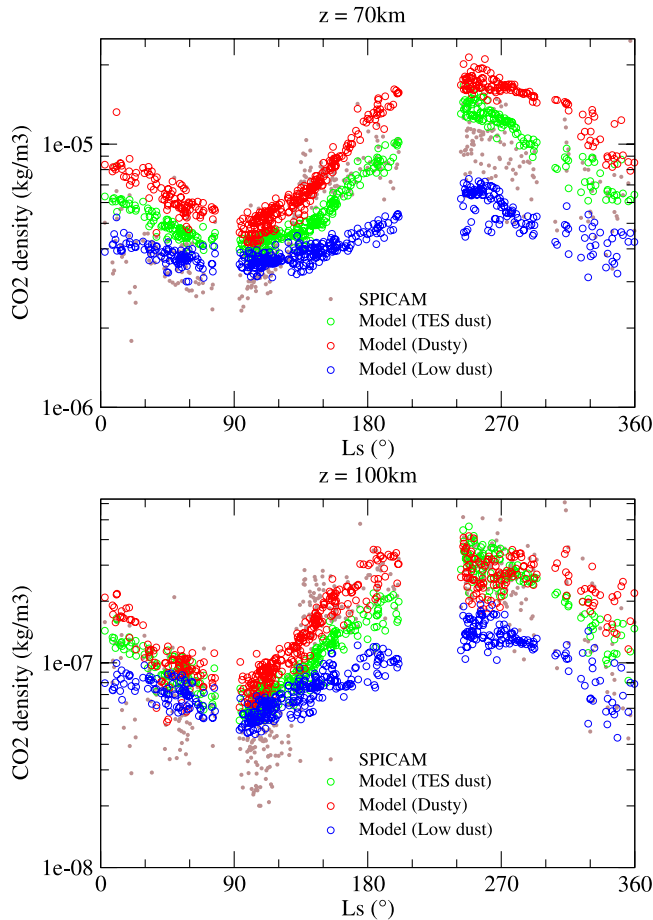 z = 70km
1e-05
CO2 density (kg/m3)
SPICAM
Model (TES dust)
Model (Dusty)
Model (Low dust)
1e-06
0 90 180 270 360
Ls (°)
z = 100km
1e-07
CO2 density (kg/m3)
SPICAM
Model (TES dust)
Model (Dusty)
Model (Low dust)
1e-08
0 90 180 270 360
Ls (°)